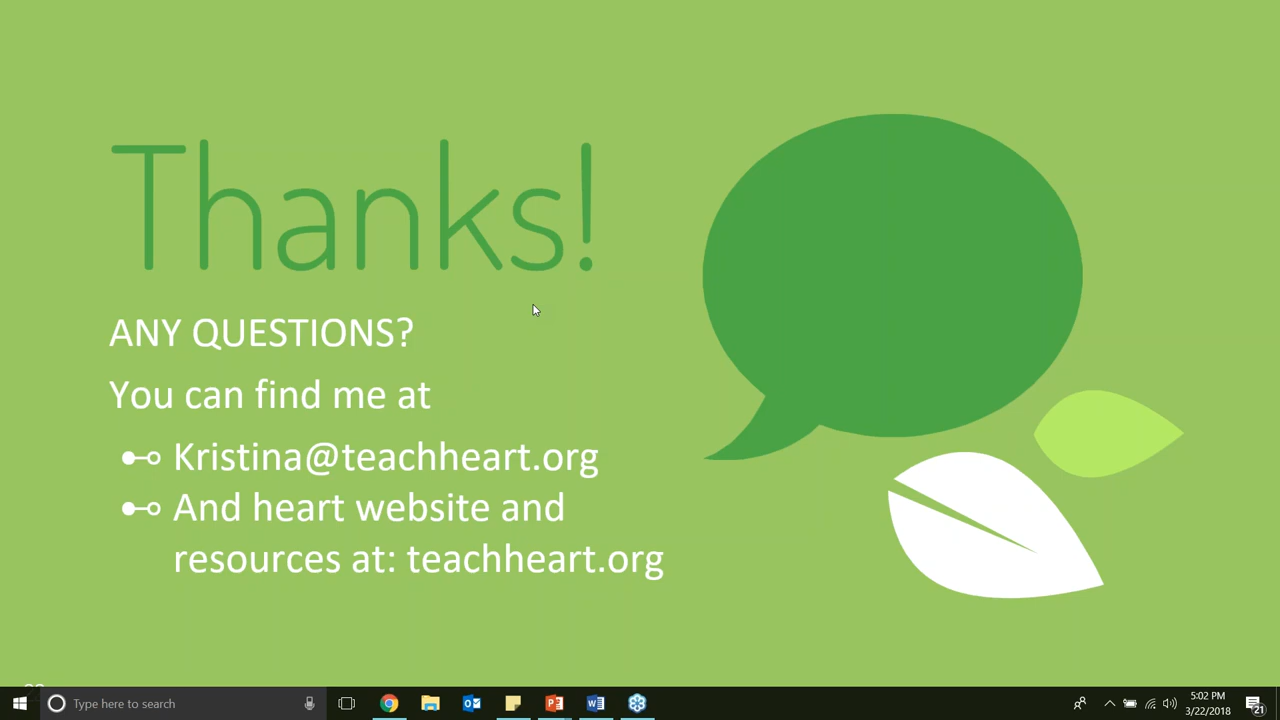 Thanks!
ANY QUESTIONS?
You can find me at
Kristina@teachheart.org
And heart website and
resources at: teachheart.org
Type here to search
5:02 PM
3/22/2018
21